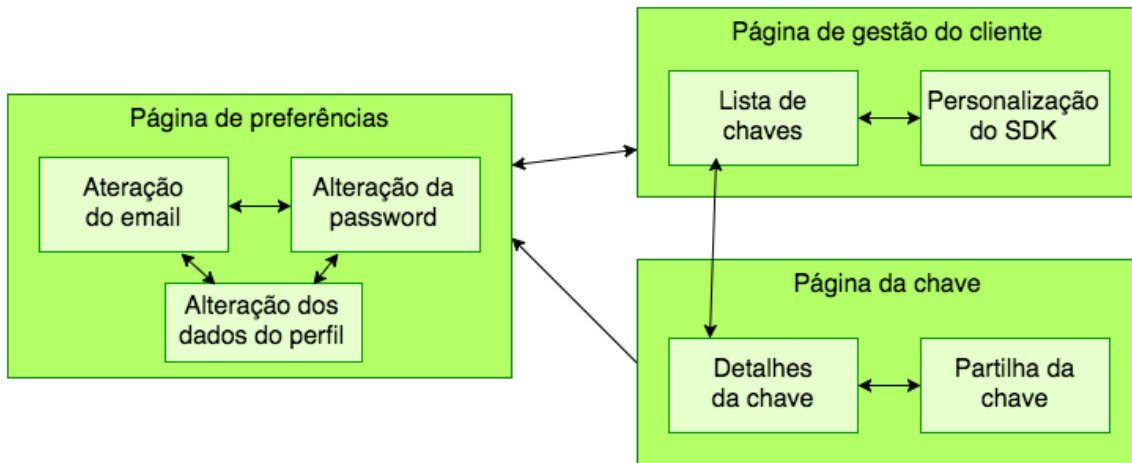 Página de preferências
Ateração
do email
Alteração da
password
Alteração dos
dados do perfil
Página de gestão do cliente
Lista de
chaves
Personalização
do SDK
Página da chave
Detalhes
da chave
Partilha da
chave